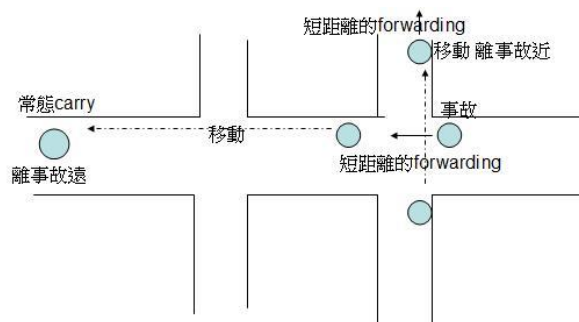 短距離的forwarding
移動 離事故近
常態carry
事故
移動
短距離的forwarding
離事故遠